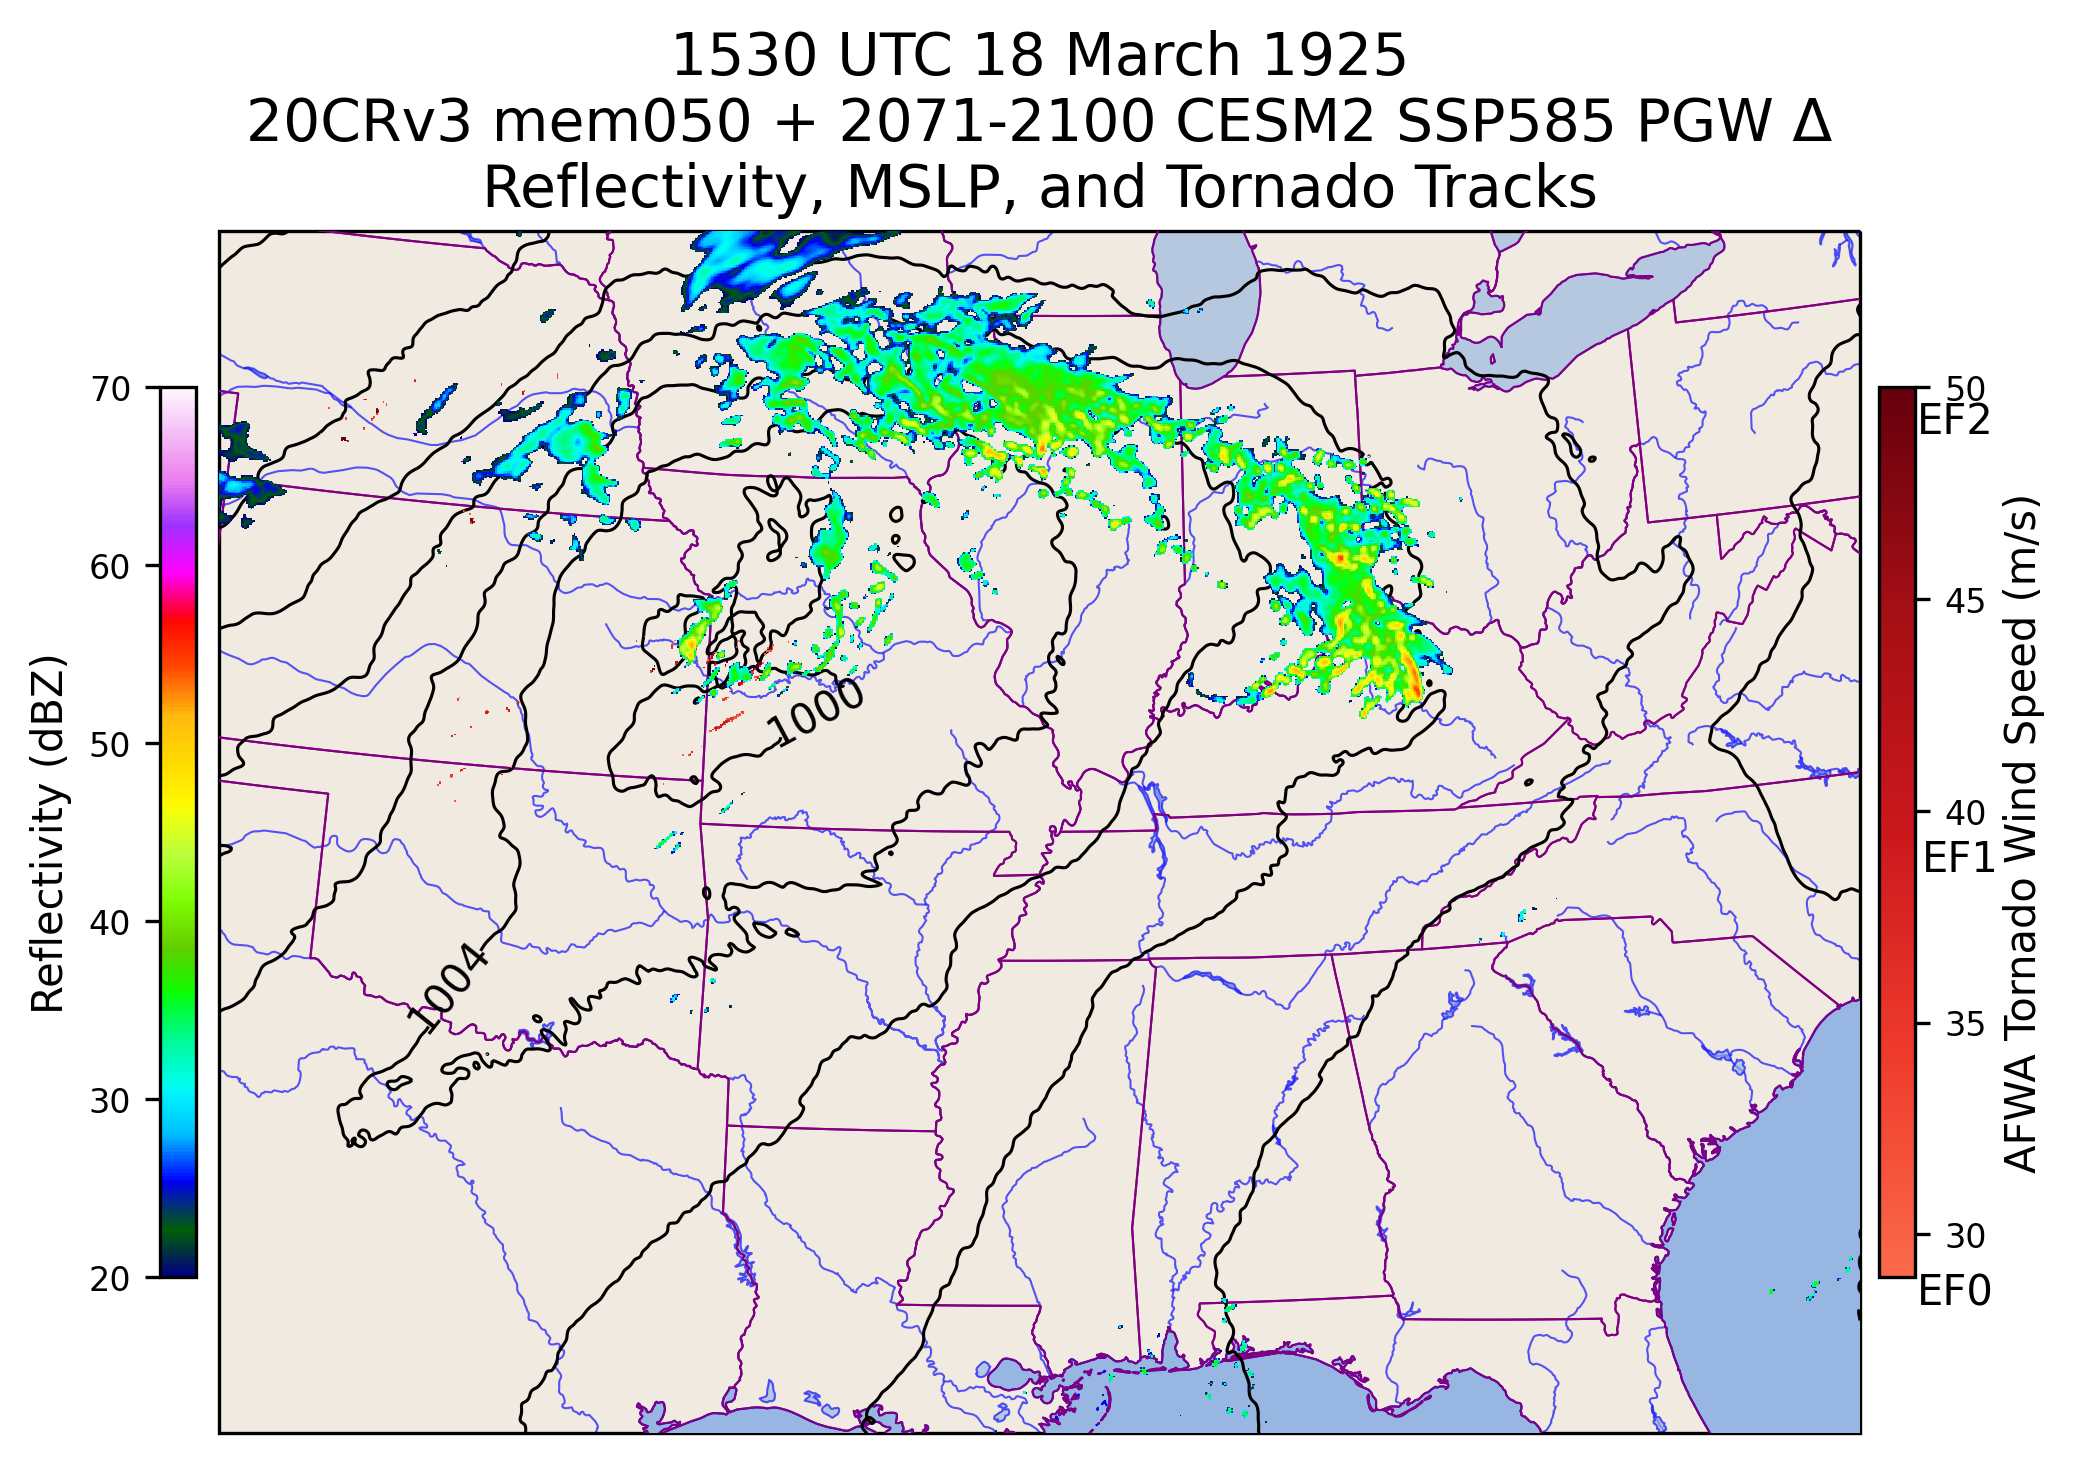 1530 UTC 18 March 1925
20CRv3 mem050 + 2071-2100 CESM2 SSP585 PGW Δ
Reflectivity, MSLP, and Tornado Tracks
70
60
50
40
30
20
Reflectivity (dBZ)
1000
1004
50
EF2
45
40
EF1
35
30
EF0
AFWA Tornado Wind Speed (m/s)